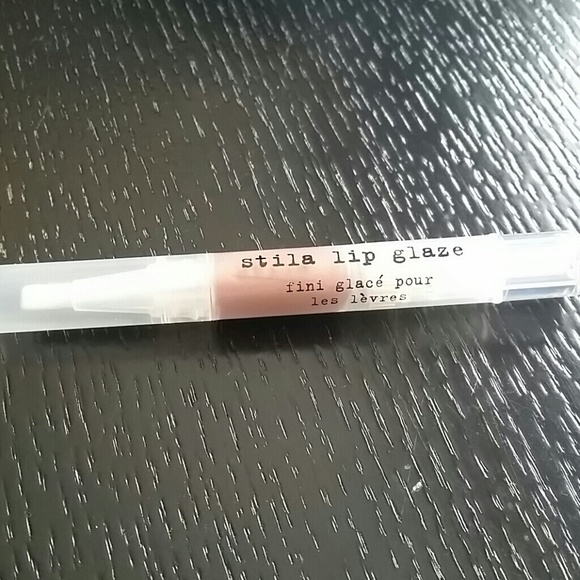 stila lip glaze
fini glacé pour
les lèvres